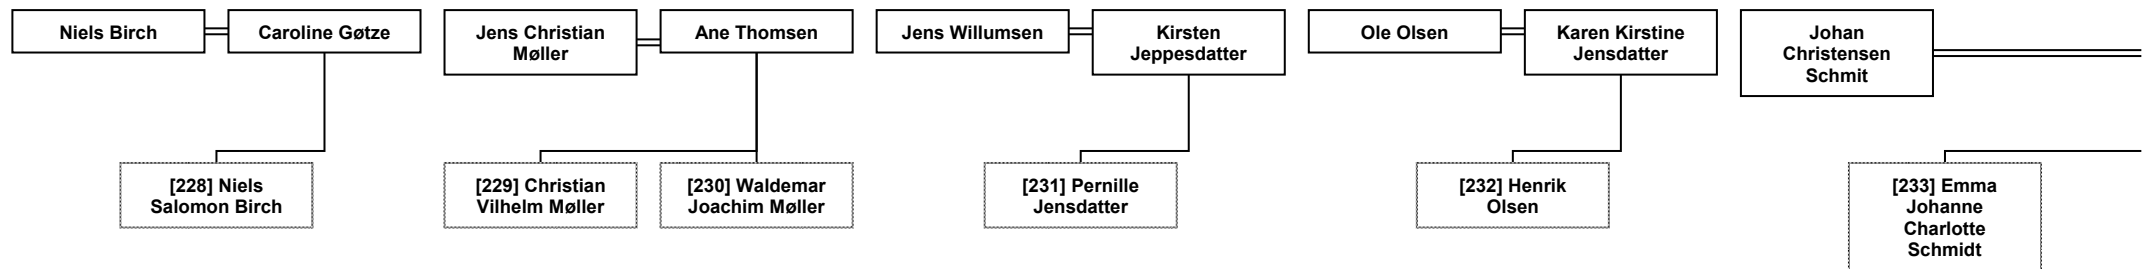 Niels Birch
Caroline Gøtze
Jens Christian
Møller
Ane Thomsen
Jens Willumsen
Kirsten
Jeppesdatter
Ole Olsen
Karen Kirstine
Jensdatter
Johan
Christensen
Schmit
[228] Niels
Salomon Birch
[229] Christian
Vilhelm Møller
[230] Waldemar
Joachim Møller
[231] Pernille
Jensdatter
[232] Henrik
Olsen
[233] Emma
Johanne
Charlotte
Schmidt